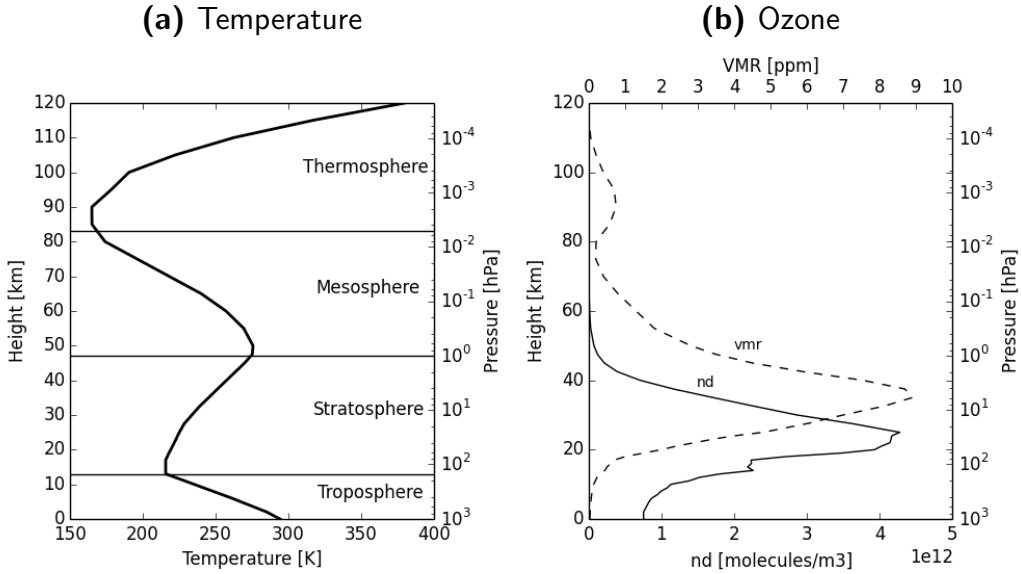 (a) Temperature
120
110
100
90
80
70
60
50
40
30
20
10
0
Height [km]
Thermosphere
Mesosphere
Stratosphere
Troposphere
10⁻⁴
10⁻³
10⁻²
10⁻¹
10⁰
10¹
10²
10³
Pressure [hPa]
150 200 250 300 350 400
Temperature [K]
(b) Ozone
VMR [ppm]
0 1 2 3 4 5 6 7 8 9 10
120
100
80
60
40
20
0
Height [km]
vmr
nd
10⁻⁴
10⁻³
10⁻²
10⁻¹
10⁰
10¹
10²
10³
Pressure [hPa]
0 1 2 3 4 5
nd [molecules/m3]
1e12